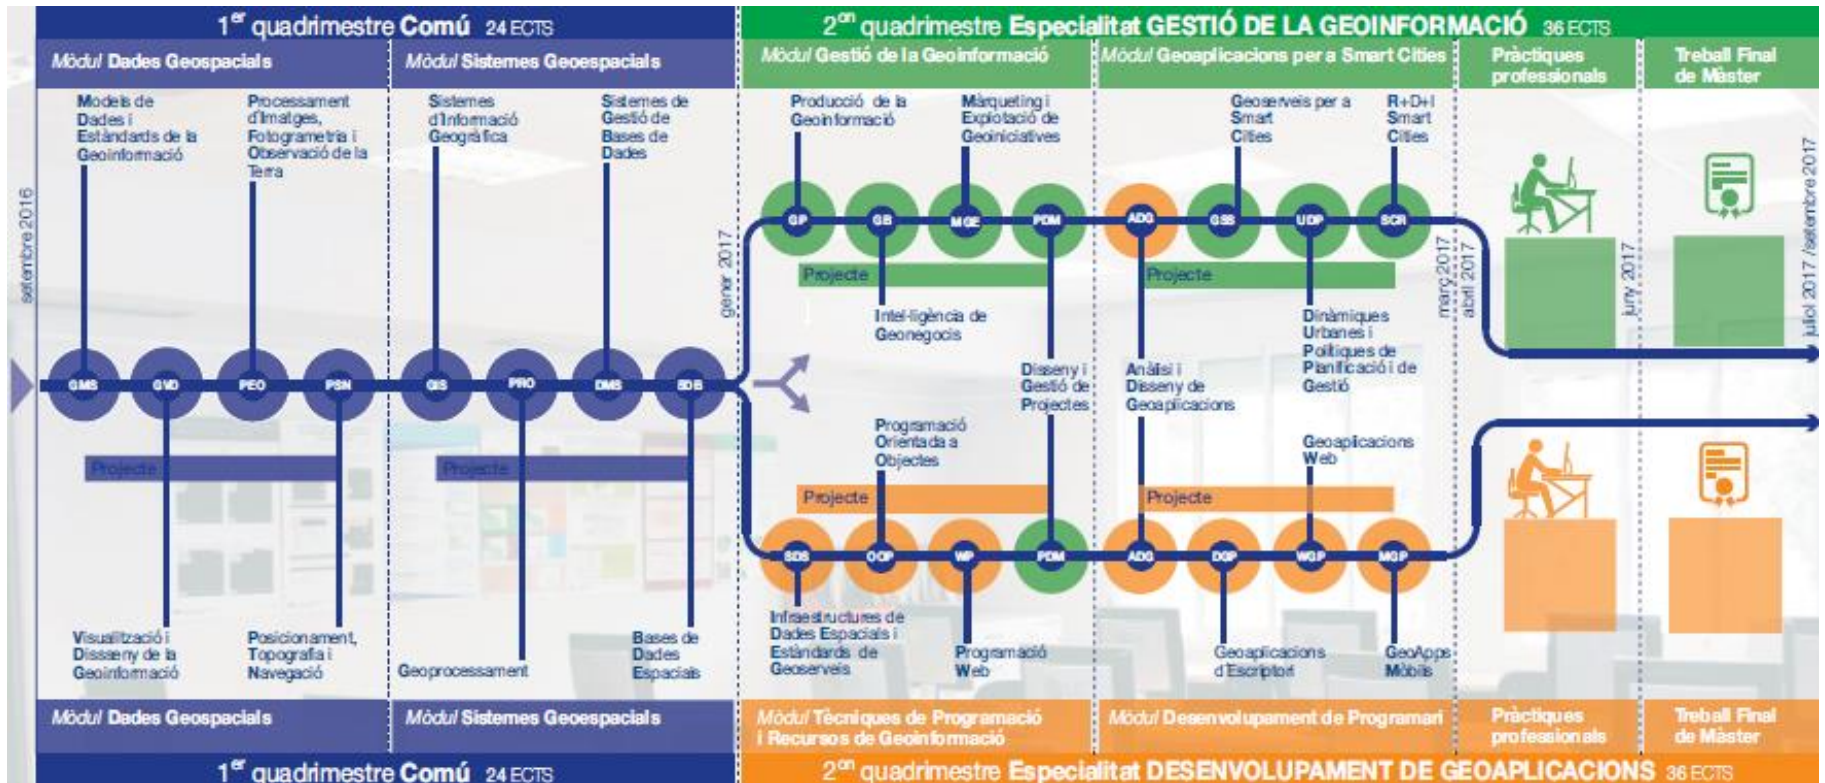 1er quadrimestre Comú 24 ECTS
2on quadrimestre Especialitat GESTIÓ DE LA GEOINFORMACIÓ 36 ECTS
Mòdul Dades Geospacials
Mòdul Sistemes Geoespacials
Mòdul Gestió de la Geoinformació
Mòdul Geoaplicacions per a Smart Cities
Pràctiques
professionals
Treball Final
de Màster
Models de
Dades i
Estàndards de la
Geoinformació
Processament
d'Imatges,
Fotogrametria i
Observació de la
Terra
Sistemes
d'Informació
Geogràfica
Sistemes de
Gestió de
Bases de
Dades
Producció de la
Geoinformació
Màrqueting i
Explotació de
Geoiniciatives
Geoserveis per a
Smart
Cities
R+D+I
Smart
Cities
setembre 2016
gener 2017
març 2017
abril 2017
juny 2017
juliol 2017 /setembre 2017
GP
GB
MGE
PDM
ADG
GSS
UDP
SCR
Projecte
Projecte
Intel·ligència de
Geonegocis
Dinàmiques
Urbanes i
Polítiques de
Planificació i de
Gestió
GMS
GVD
PEO
PSN
GIS
PRO
DMS
SDB
Disseny i
Gestió de
Projectes
Anàlisi i
Disseny de
Geoaplicacions
Programació
Orientada a
Objectes
Geoaplicacions
Web
Projecte
Projecte
Projecte
Projecte
SDS
OOP
WP
PDM
ADG
DGP
WGP
MGP
Visualització i
Disseny de la
Geoinformació
Posicionament,
Topografia i
Navegació
Geoprocessament
Bases de
Dades
Espacials
Infraestructures de
Dades Espacials i
Estàndards de
Geoserveis
Programació
Web
Geoaplicacions
d'Escriptori
GeoApps
Mòbils
Mòdul Dades Geospacials
Mòdul Sistemes Geoespacials
Mòdul Tècniques de Programació
i Recursos de Geoinformació
Mòdul Desenvolupament de Programari
Pràctiques
professionals
Treball Final
de Màster
1er quadrimestre Comú 24 ECTS
2on quadrimestre Especialitat DESENVOLUPAMENT DE GEOAPLICACIONS 36 ECTS